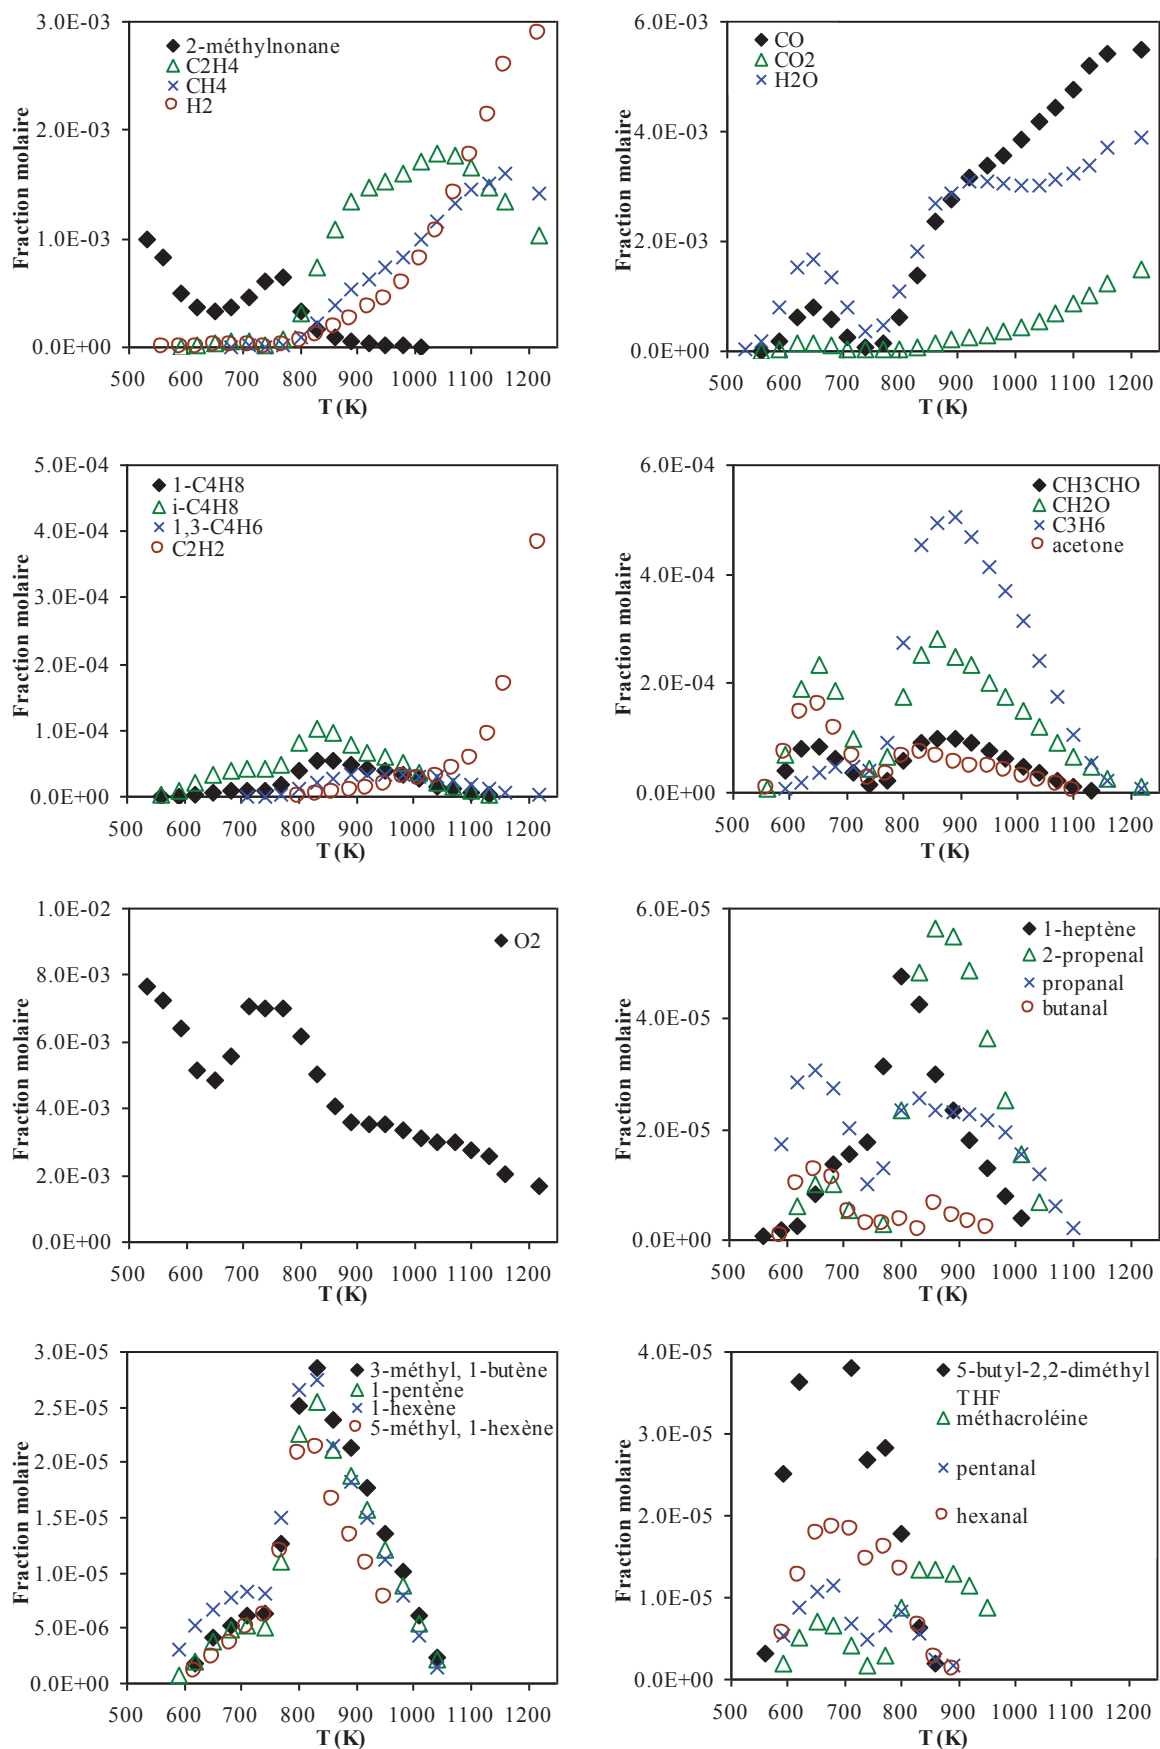 3.0E-03
2.0E-03
1.0E-03
0.0E+00
Fraction molaire
2-méthylnonane
C2H4
CH4
H2
500 600 700 800 900 1000 1100 1200
T (K)
6.0E-03
4.0E-03
2.0E-03
0.0E+00
Fraction molaire
CO
CO2
H2O
500 600 700 800 900 1000 1100 1200
T (K)
5.0E-04
4.0E-04
3.0E-04
2.0E-04
1.0E-04
0.0E+00
Fraction molaire
1-C4H8
i-C4H8
1,3-C4H6
C2H2
500 600 700 800 900 1000 1100 1200
T (K)
6.0E-04
4.0E-04
2.0E-04
0.0E+00
Fraction molaire
CH3CHO
CH2O
C3H6
acetone
500 600 700 800 900 1000 1100 1200
T (K)
1.0E-02
8.0E-03
6.0E-03
4.0E-03
2.0E-03
0.0E+00
Fraction molaire
O2
500 600 700 800 900 1000 1100 1200
T (K)
6.0E-05
4.0E-05
2.0E-05
0.0E+00
Fraction molaire
1-heptène
2-propenal
propanal
butanal
500 600 700 800 900 1000 1100 1200
T (K)
3.0E-05
2.5E-05
2.0E-05
1.5E-05
1.0E-05
5.0E-06
0.0E+00
Fraction molaire
3-méthyl, 1-butène
1-pentène
1-hexène
5-méthyl, 1-hexène
500 600 700 800 900 1000 1100 1200
T (K)
4.0E-05
3.0E-05
2.0E-05
1.0E-05
0.0E+00
Fraction molaire
5-butyl-2,2-diméthyl
THF
méthacroléine
pentanal
hexanal
500 600 700 800 900 1000 1100 1200
T (K)